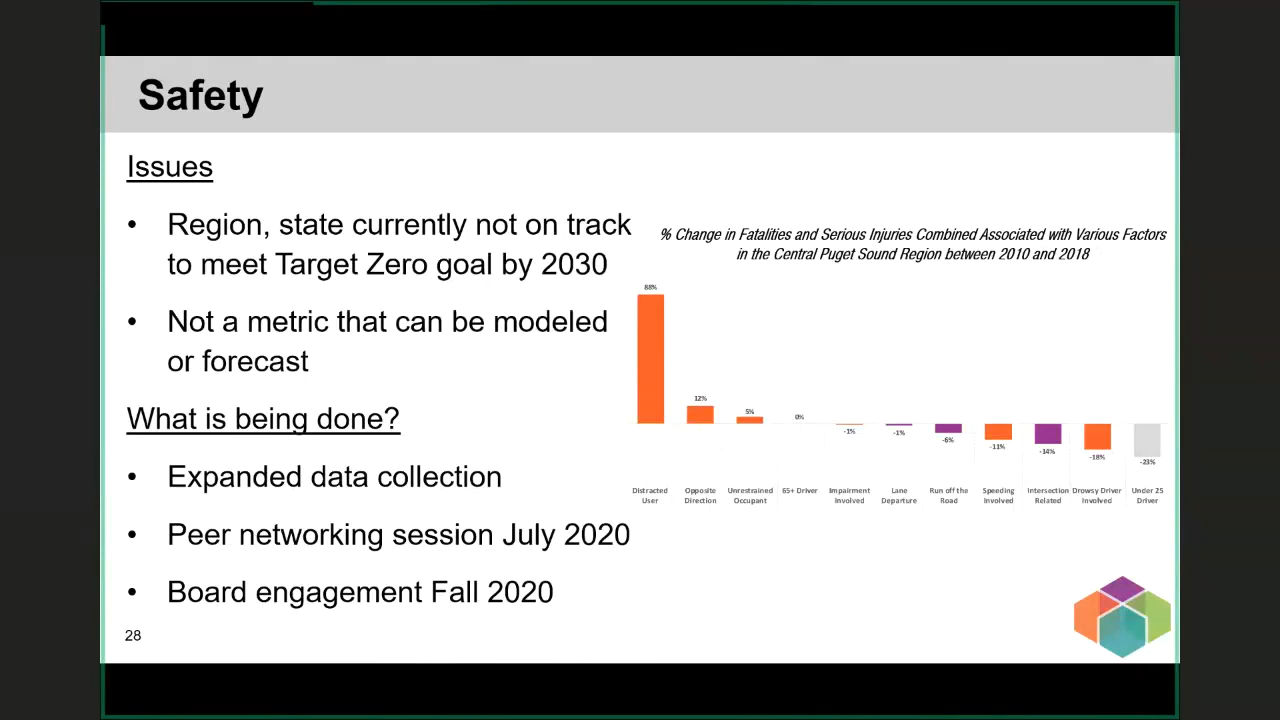 Safety
Issues
• Region, state currently not on track
to meet Target Zero goal by 2030
• Not a metric that can be modeled
or forecast
What is being done?
• Expanded data collection
• Peer networking session July 2020
• Board engagement Fall 2020
28
% Change in Fatalities and Serious Injuries Combined Associated with Various Factors
in the Central Puget Sound Region between 2010 and 2018
88%
12%
5%
0%
-1%
-1%
-6%
-11%
-14%
-18%
-23%
Distracted
User
Opposite
Direction
Unrestrained
Occupant
65+ Driver
Impairment
Involved
Lane
Departure
Run off the
Road
Speeding
Involved
Intersection
Related
Drowsy Driver
Involved
Under 25
Driver